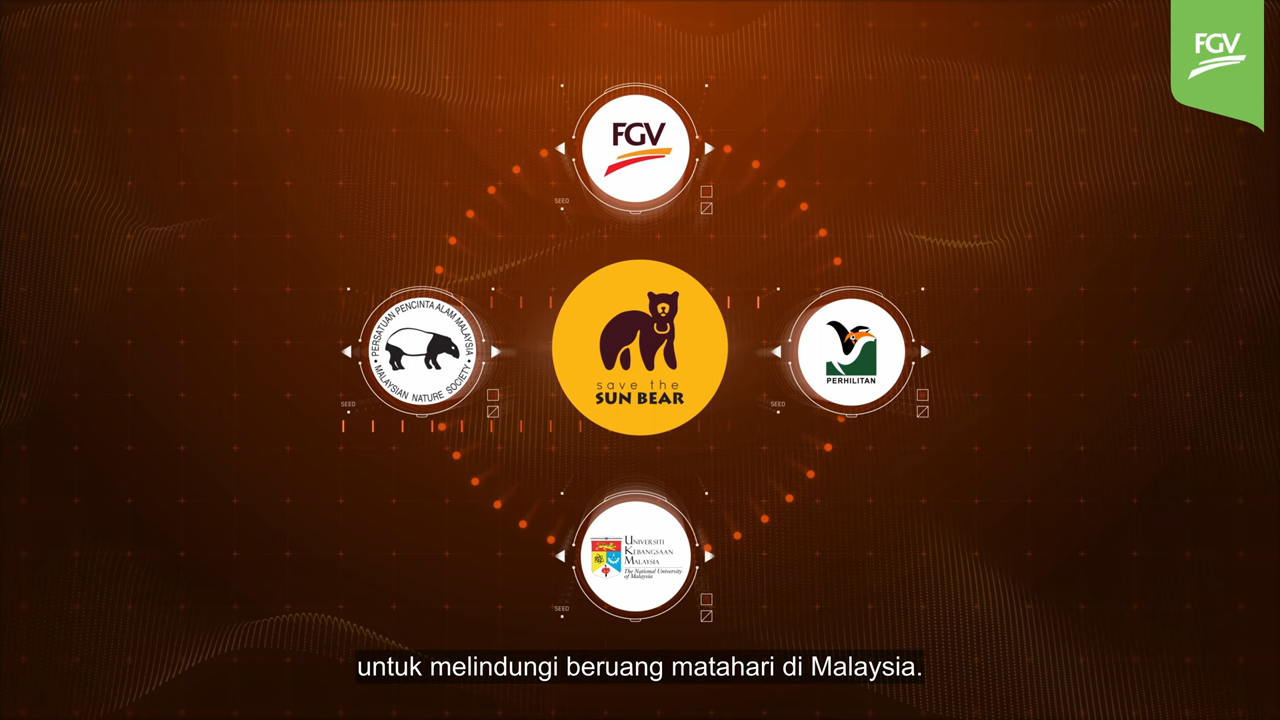 FGV
FGV
SEED
PERSATUAN PENCINTA ALAM MALAYSIA
• MALAYSIAN NATURE SOCIETY •
SEED
save the
SUN BEAR
PERHILITAN
SEED
UNIVERSITI
KEBANGSAAN
MALAYSIA
The National University
of Malaysia
SEED
untuk melindungi beruang matahari di Malaysia.